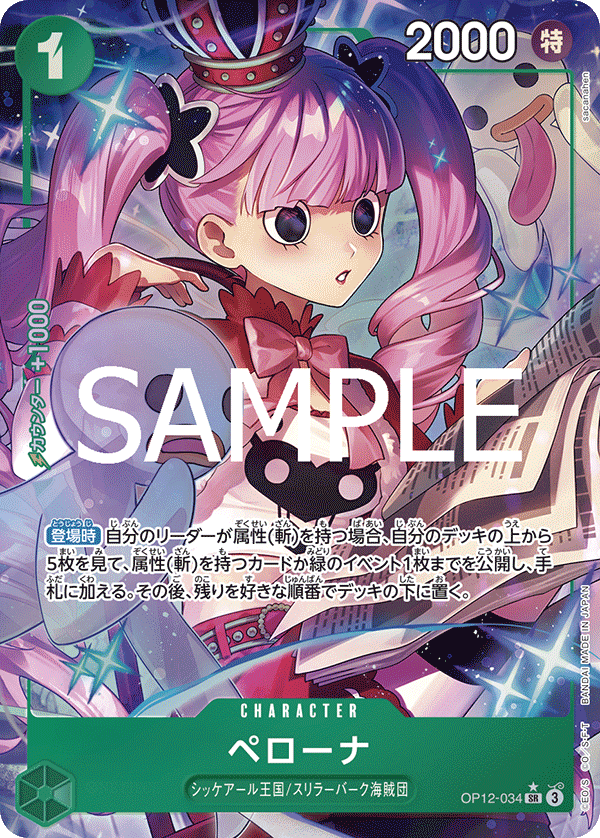 1
2000 特
sacanahen
カウンター +1000
SAMPLE
登場時 自分のリーダーが属性(斬)を持つ場合、自分のデッキの上から
5枚を見て、属性(斬)を持つカードか緑のイベント1枚までを公開し、手
札に加える。その後、残りを好きな順番でデッキの下に置く。
BANDAI MADE IN JAPAN
©E.O/S ©O/S・F・T
CHARACTER
ペローナ
シッケアール王国/スリラーバーク海賊団
OP12-034 SR 3